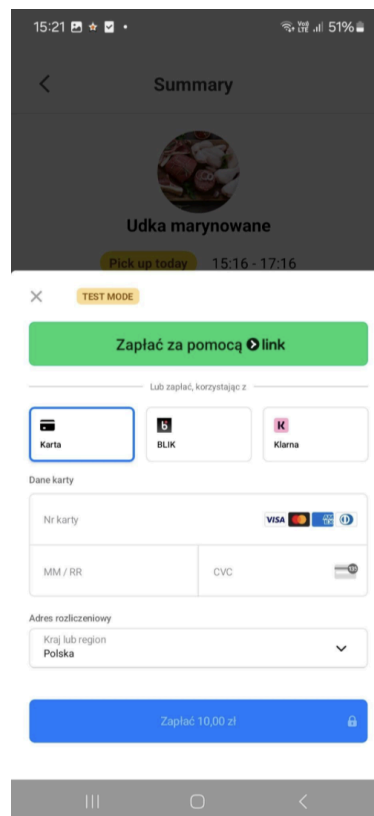 15:21 51%
Summary
Udka marynowane
Pick up today 15:16 - 17:16
TEST MODE
Zapłać za pomocą link
Lub zapłać, korzystając z
Karta BLIK Klarna
Dane karty
Nr karty VISA
MM / RR CVC
Adres rozliczeniowy
Kraj lub region
Polska
Zapłać 10,00 zł